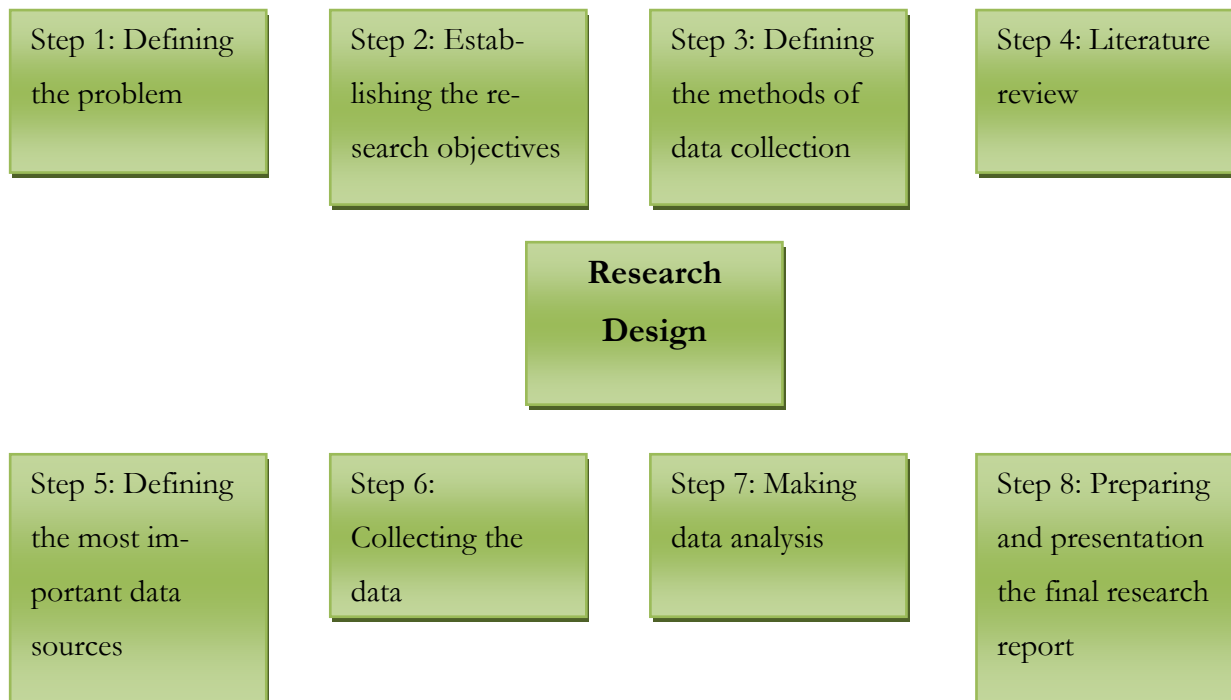 Step 1: Defining
the problem
Step 2: Estab-
lishing the re-
search objectives
Step 3: Defining
the methods of
data collection
Step 4: Literature
review
Research
Design
Step 5: Defining
the most im-
portant data
sources
Step 6:
Collecting the
data
Step 7: Making
data analysis
Step 8: Preparing
and presentation
the final research
report